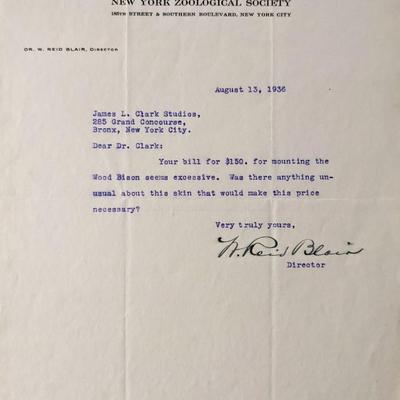 NEW YORK ZOOLOGICAL SOCIETY
185TH STREET & SOUTHERN BOULEVARD, NEW YORK CITY
DR. W. REID BLAIR, DIRECTOR
August 13, 1936
James L. Clark Studios,
285 Grand Concourse,
Bronx, New York City.
Dear Dr. Clark:
Your bill for $150. for mounting the
Wood Bison seems excessive. Was there anything un-
usual about this skin that would make this price
necessary?
Very truly yours,
W. Reid Blair
Director